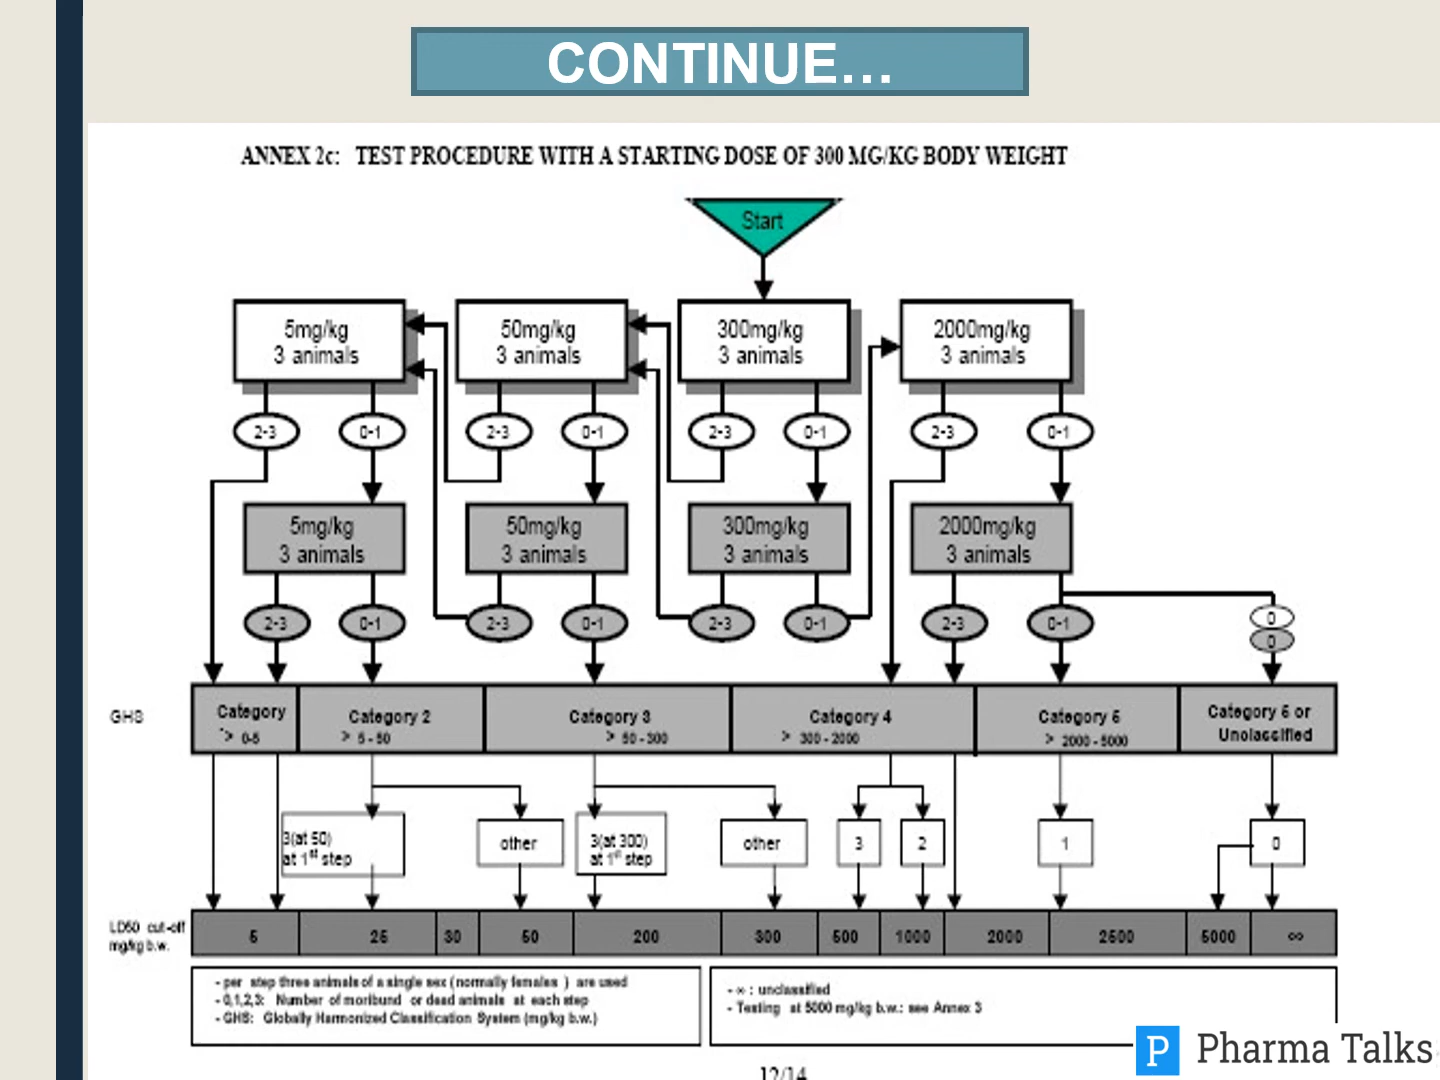 CONTINUE...
ANNEX 2c: TEST PROCEDURE WITH A STARTING DOSE OF 300 MG/KG BODY WEIGHT
Start
5mg/kg 50mg/kg 300mg/kg 2000mg/kg
3 animals 3 animals 3 animals 3 animals
2-3 0-1 2-3 0-1 2-3 0-1 2-3 0-1
5mg/kg 50mg/kg 300mg/kg 2000mg/kg
3 animals 3 animals 3 animals 3 animals
2-3 0-1 2-3 0-1 2-3 0-1 2-3 0-1 0
0
GHS Category Category 2 Category 3 Category 4 Category 5 Category 5 or
> 0-5 > 5-50 > 50-300 > 300-2000 > 2000-5000 Unclassified
3(at 50) other 3(at 300) other 3 2 1 0
at 1st step at 1st step
LD50 cut-off 5 25 30 50 200 300 500 1000 2000 2500 5000 ∞
mg/kg b.w.
- per step three animals of a single sex (normally females ) are used
- 0,1,2,3: Number of moribund or dead animals at each step
- GHS: Globally Harmonized Classification System (mg/kg b.w.)
- ∞ : unclassified
- Testing at 5000 mg/kg b.w.: see Annex 3
12/14
P Pharma Talks